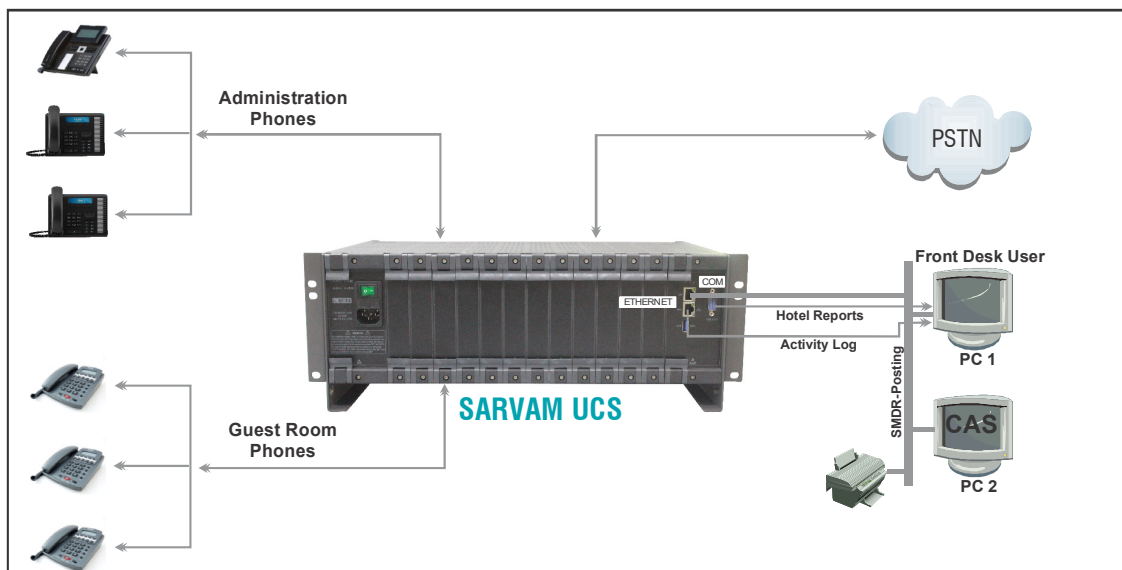 Administration
Phones
PSTN
Front Desk User
COM
ETHERNET
Hotel Reports
Activity Log
PC 1
SARVAM UCS
SMDR-Posting
Guest Room
Phones
CAS
PC 2